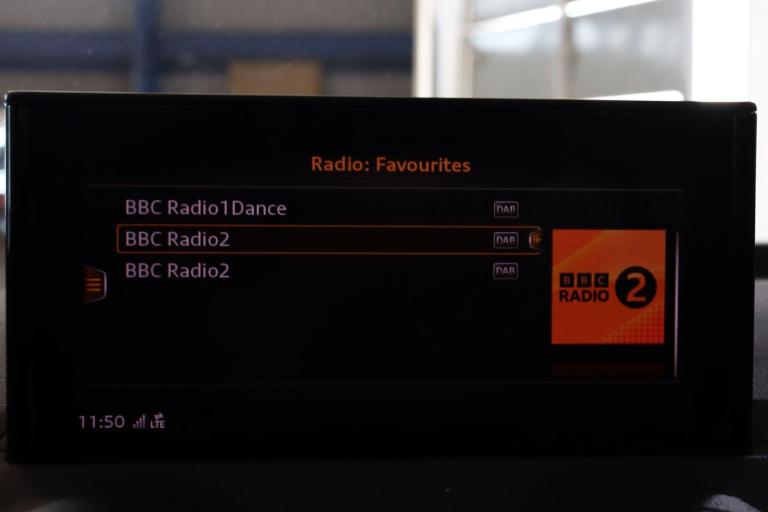 Radio: Favourites
BBC Radio1Dance DAB
BBC Radio2 DAB +
BBC Radio2 DAB
BBC
RADIO 2
11:50 LTE